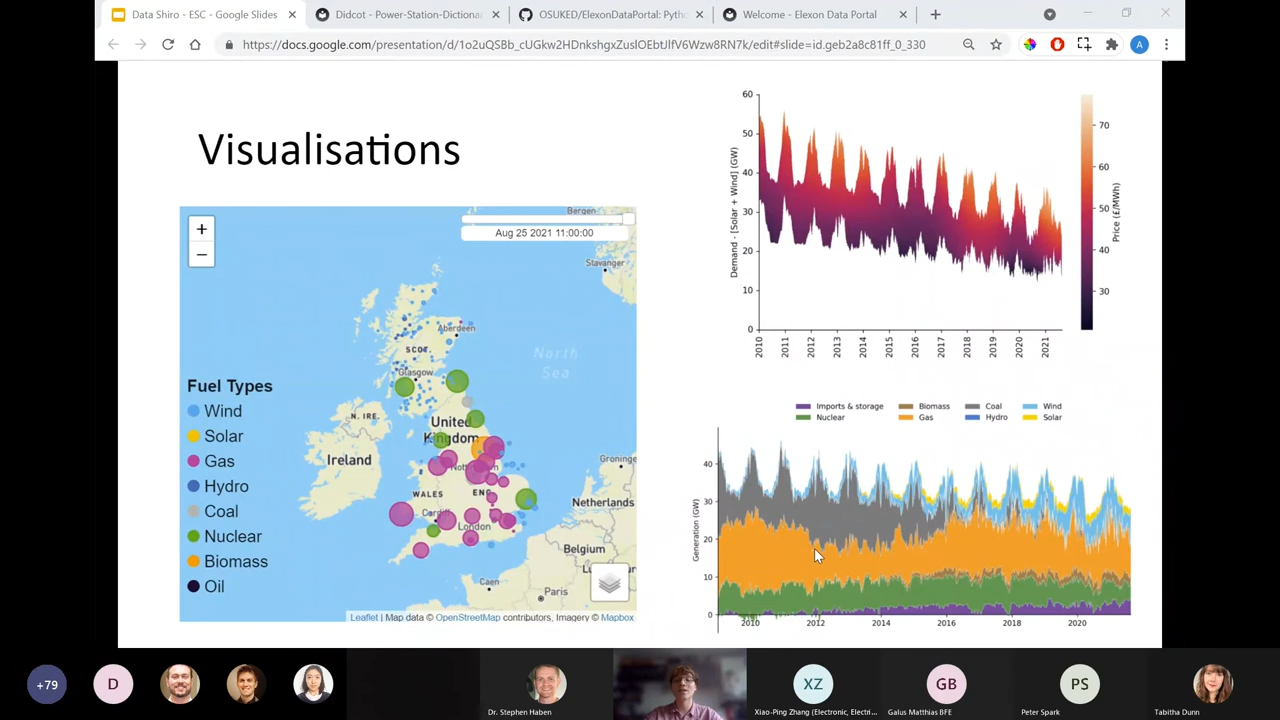 Data Shiro - ESC - Google Slides
Didcot - Power-Station-Dictionar
OSUKED/ElexonDataPortal: Pytho
Welcome - Elexon Data Portal
https://docs.google.com/presentation/d/1o2uQSBb_cUGkw2HDnkshgxZuslOEbtJlfV6Wzw8RN7k/edit#slide=id.geb2a8c81ff_0_330
A
Visualisations
+
−
Bergen
Aug 25 2021 11:00:00
Stavanger
Aberdeen
SCOT.
Glasgow
North
Sea
N. IRE.
United
Kingdom
Ireland
WALES
ENG.
Cardiff
London
Groninge
Netherlands
Belgium
Caen
Paris
Fuel Types
Wind
Solar
Gas
Hydro
Coal
Nuclear
Biomass
Oil
Leaflet | Map data © OpenStreetMap contributors, Imagery © Mapbox
Demand - [Solar + Wind] (GW)
60
50
40
30
20
10
0
2010
2011
2012
2013
2014
2015
2016
2017
2018
2019
2020
2021
70
60
50
40
30
Price (£/MWh)
Imports & storage
Biomass
Coal
Wind
Nuclear
Gas
Hydro
Solar
Generation (GW)
40
30
20
10
0
2010
2012
2014
2016
2018
2020
+79
D
Dr. Stephen Haben
XZ
Xiao-Ping Zhang (Electronic, Electri...
GB
Galus Matthias BFE
PS
Peter Spark
Tabitha Dunn